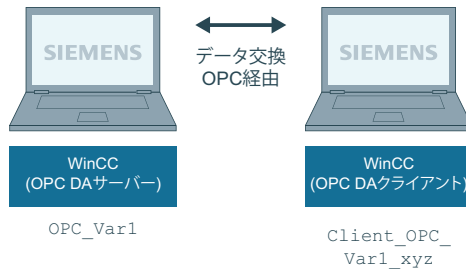 SIEMENS
データ交換
OPC経由
SIEMENS
WinCC
(OPC DAサーバー)
WinCC
(OPC DAクライアント)
OPC_Var1
Client_OPC_
Var1_xyz